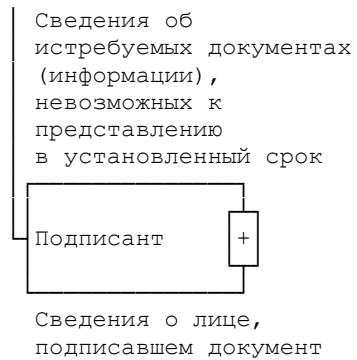 Сведения об
истребуемых документах
(информации),
невозможных к
представлению
в установленный срок
Подписант +
Сведения о лице,
подписавшем документ